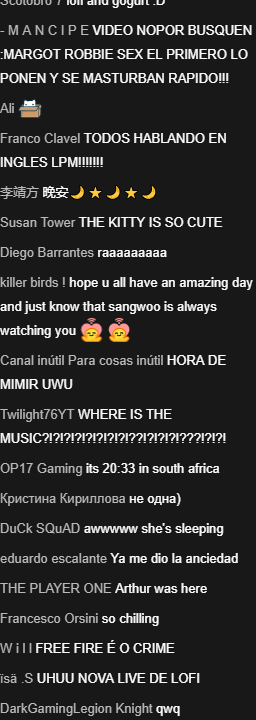 Scotobro 7 lofi and gogurt :D
- M A N C I P E VIDEO NOPOR BUSQUEN
:MARGOT ROBBIE SEX EL PRIMERO LO
PONEN Y SE MASTURBAN RAPIDO!!!
Ali
Franco Clavel TODOS HABLANDO EN
INGLES LPM!!!!!!!
李靖方 晚安🌙⭐🌙⭐🌙
Susan Tower THE KITTY IS SO CUTE
Diego Barrantes raaaaaaaaa
killer birds ! hope u all have an amazing day
and just know that sangwoo is always
watching you
Canal inútil Para cosas inútil HORA DE
MIMIR UWU
Twilight76YT WHERE IS THE
MUSIC?!?!?!?!?!?!?!?!??!?!?!?!???!?!?!
OP17 Gaming its 20:33 in south africa
Кристина Кириллова не одна)
DuCk SQuAD awwwww she's sleeping
eduardo escalante Ya me dio la anciedad
THE PLAYER ONE Arthur was here
Francesco Orsini so chilling
W i l l FREE FIRE É O CRIME
ïsä .S UHUU NOVA LIVE DE LOFI
DarkGamingLegion Knight qwq